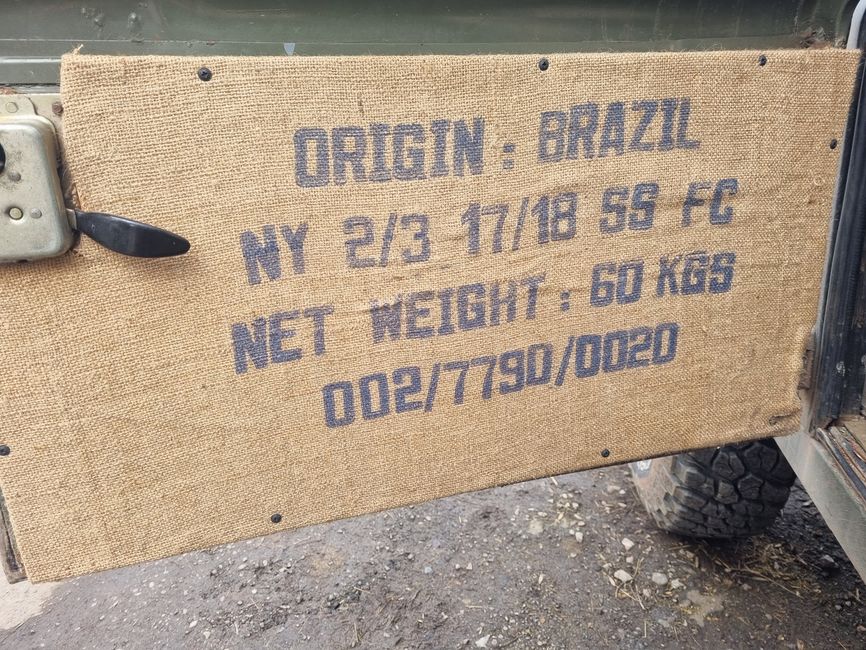 ORIGIN : BRAZIL
NY 2/3 17/18 SS FC
NET WEIGHT : 60 KGS
002/7790/0020